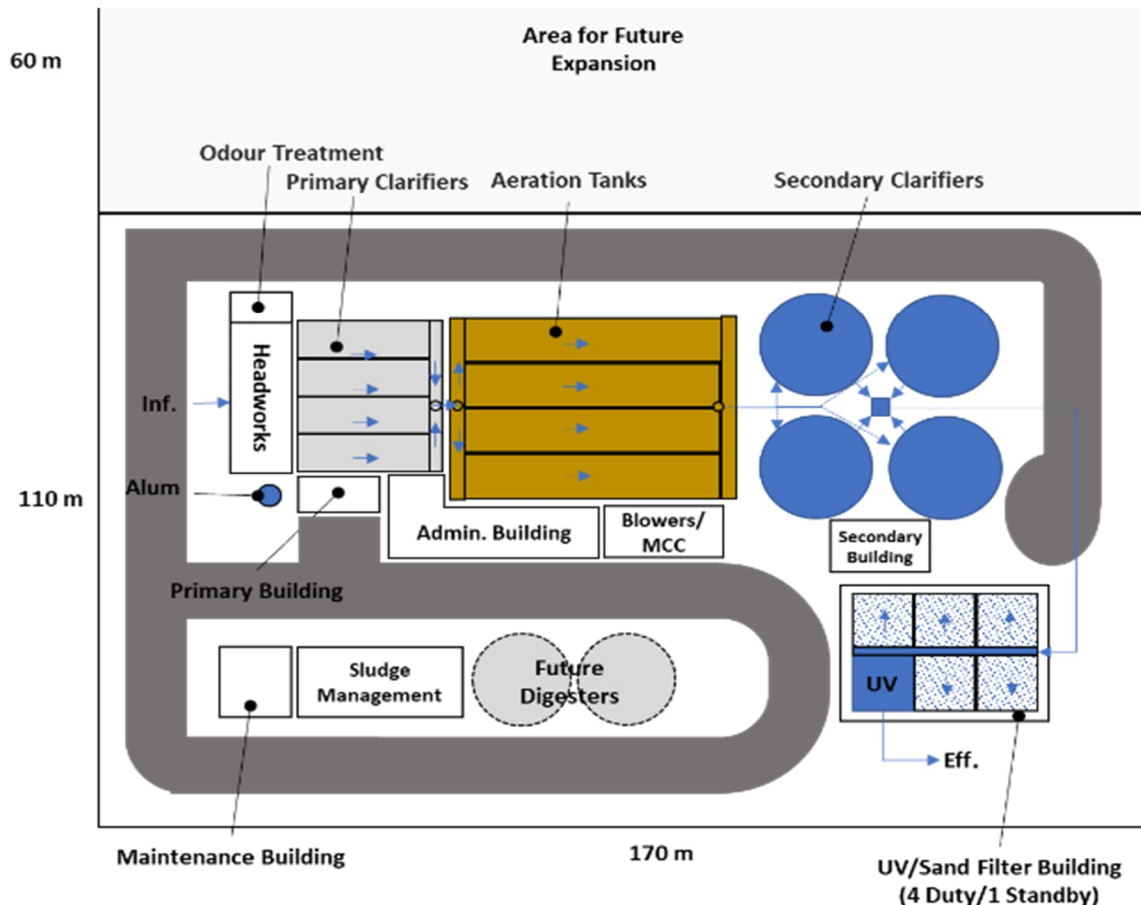 Area for Future
Expansion
60 m
Odour Treatment
Primary Clarifiers
Aeration Tanks
Secondary Clarifiers
Headworks
Inf.
Alum
110 m
Admin. Building
Blowers/
MCC
Secondary
Building
Primary Building
Sludge
Management
Future
Digesters
UV
Eff.
Maintenance Building
170 m
UV/Sand Filter Building
(4 Duty/1 Standby)